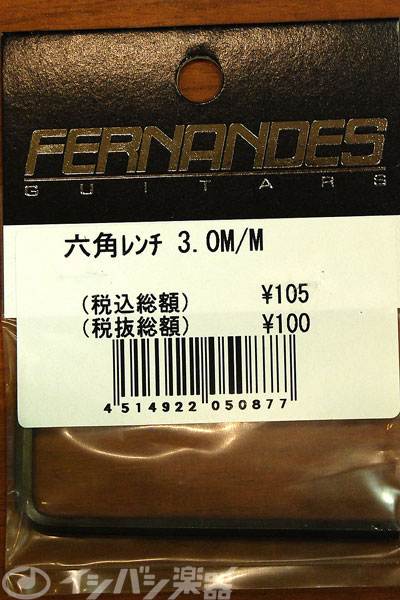 FERNANDES
GUITARS
六角ﾚﾝﾁ 3.0M/M
(税込総額) ¥105
(税抜総額) ¥100
4 514922 050877
イシバシ楽器